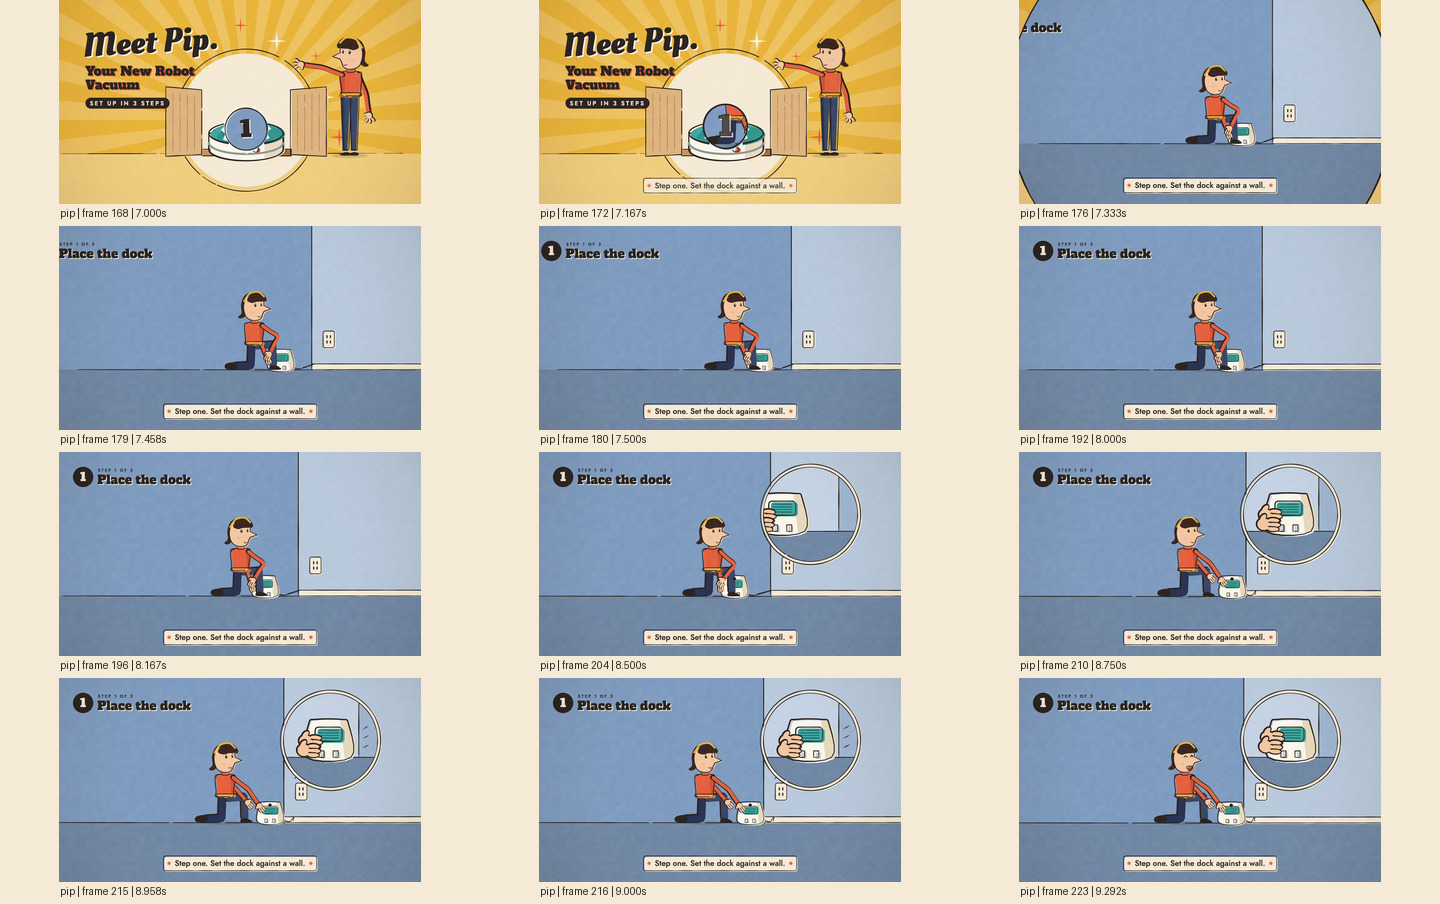 Meet Pip.
Your New Robot
Vacuum
SET UP IN 3 STEPS
1
pip | frame 168 | 7.000s
Meet Pip.
Your New Robot
Vacuum
SET UP IN 3 STEPS
1
Step one. Set the dock against a wall.
pip | frame 172 | 7.167s
e dock
Step one. Set the dock against a wall.
pip | frame 176 | 7.333s
STEP 1 OF 3
Place the dock
Step one. Set the dock against a wall.
pip | frame 179 | 7.458s
1
STEP 1 OF 3
Place the dock
Step one. Set the dock against a wall.
pip | frame 180 | 7.500s
1
STEP 1 OF 3
Place the dock
Step one. Set the dock against a wall.
pip | frame 192 | 8.000s
1
STEP 1 OF 3
Place the dock
Step one. Set the dock against a wall.
pip | frame 196 | 8.167s
1
STEP 1 OF 3
Place the dock
Step one. Set the dock against a wall.
pip | frame 204 | 8.500s
1
STEP 1 OF 3
Place the dock
Step one. Set the dock against a wall.
pip | frame 210 | 8.750s
1
STEP 1 OF 3
Place the dock
Step one. Set the dock against a wall.
pip | frame 215 | 8.958s
1
STEP 1 OF 3
Place the dock
Step one. Set the dock against a wall.
pip | frame 216 | 9.000s
1
STEP 1 OF 3
Place the dock
Step one. Set the dock against a wall.
pip | frame 223 | 9.292s